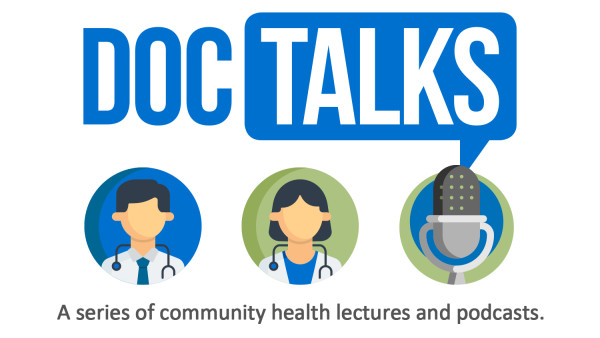 DOC TALKS
A series of community health lectures and podcasts.